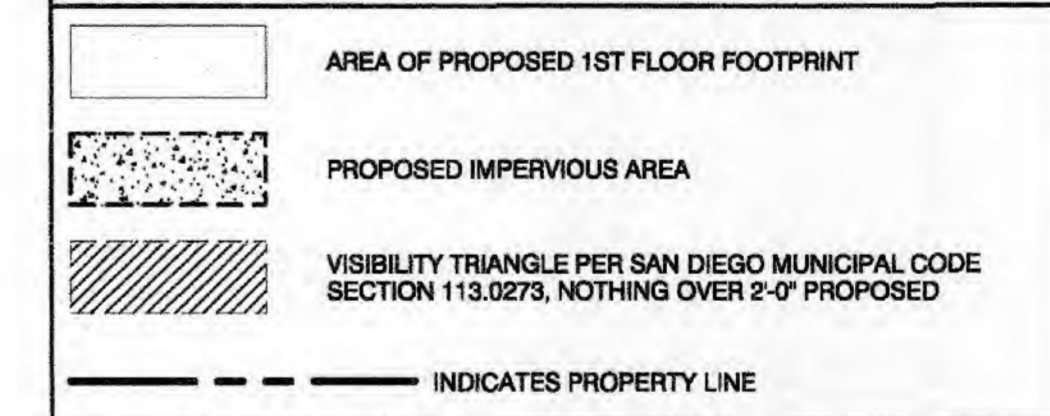 AREA OF PROPOSED 1ST FLOOR FOOTPRINT
PROPOSED IMPERVIOUS AREA
VISIBILITY TRIANGLE PER SAN DIEGO MUNICIPAL CODE
SECTION 113.0273, NOTHING OVER 2'-0" PROPOSED
INDICATES PROPERTY LINE